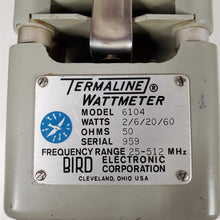 TERMALINE®
WATTMETER
MODEL 6104
WATTS 2/6/20/60
OHMS 50
SERIAL 959
FREQUENCY RANGE 25-512 MHz
BIRD ELECTRONIC
CORPORATION
CLEVELAND, OHIO USA